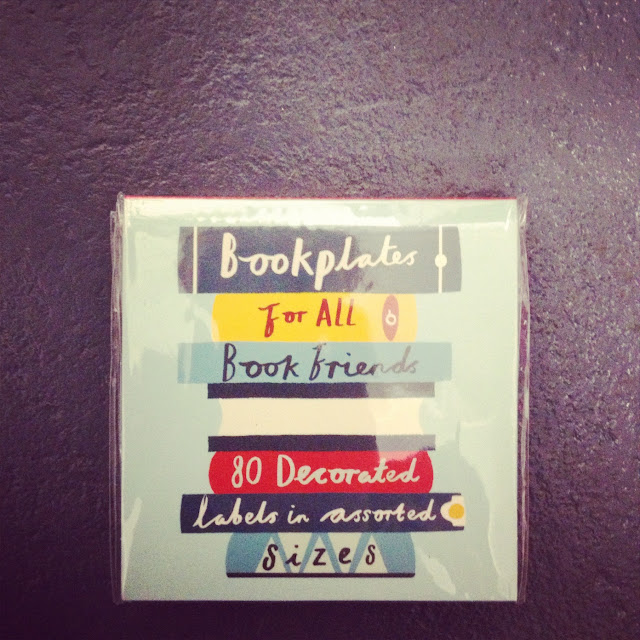 Bookplates
For ALL
Book Friends
80 Decorated
labels in assorted
Sizes